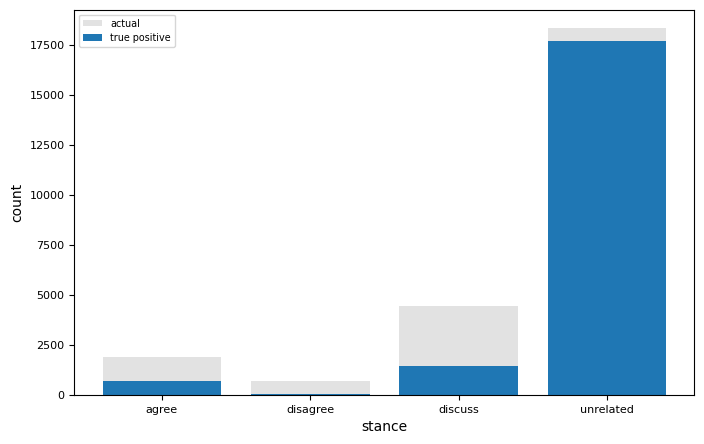 actual
true positive
17500
15000
12500
10000
7500
5000
2500
0
count
agree disagree discuss unrelated
stance